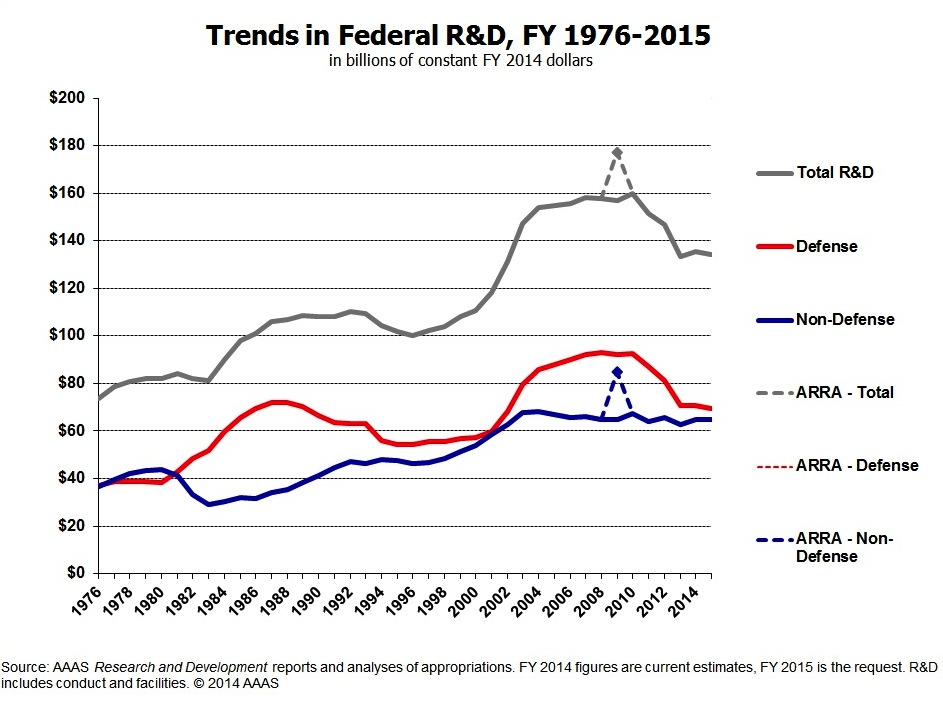 Trends in Federal R&D, FY 1976-2015
in billions of constant FY 2014 dollars
$200
$180
$160
$140
$120
$100
$80
$60
$40
$20
$0
1976
1978
1980
1982
1984
1986
1988
1990
1992
1994
1996
1998
2000
2002
2004
2006
2008
2010
2012
2014
Total R&D
Defense
Non-Defense
ARRA - Total
ARRA - Defense
ARRA - Non-
Defense
Source: AAAS Research and Development reports and analyses of appropriations. FY 2014 figures are current estimates, FY 2015 is the request. R&D
includes conduct and facilities. © 2014 AAAS